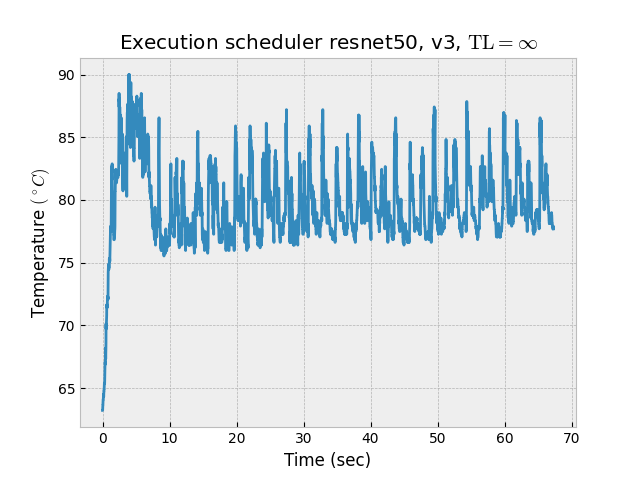 Execution scheduler resnet50, v3, TL = ∞
90
85
80
75
70
65
Temperature (°C)
0 10 20 30 40 50 60 70
Time (sec)